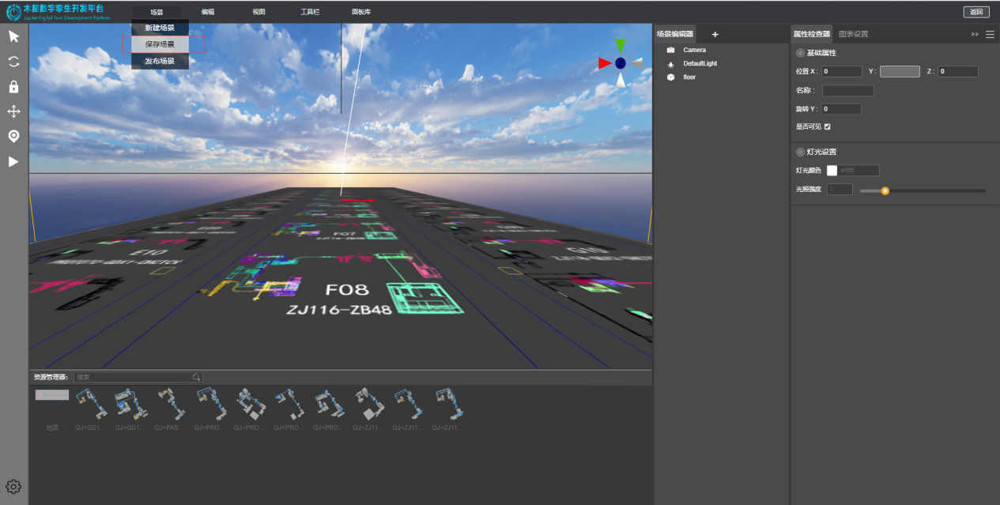 木星数字孪生开发平台
Jupiter Digital Twin Development Platform
场景 编辑 视图 工具栏 面板库 返回
新建场景
保存场景
发布场景
场景编辑器 +
Camera
DefaultLight
floor
属性检查器 图表设置 >>
基础属性
位置 X : 0 Y : Z : 0
名称 :
旋转 Y : 0
是否可见
灯光设置
灯光颜色 #ffffff
光照强度 1
F07
ZJ116-ZB48
E10
G10
F08
ZJ116-ZB48
资源管理器: 搜索
地面 QJ+GD1... QJ+GD1... QJ+PAS... QJ+PRO... QJ+PRO... QJ+PRO... QJ+PRO... QJ+ZJ11... QJ+ZJ11... QJ+ZJ11...